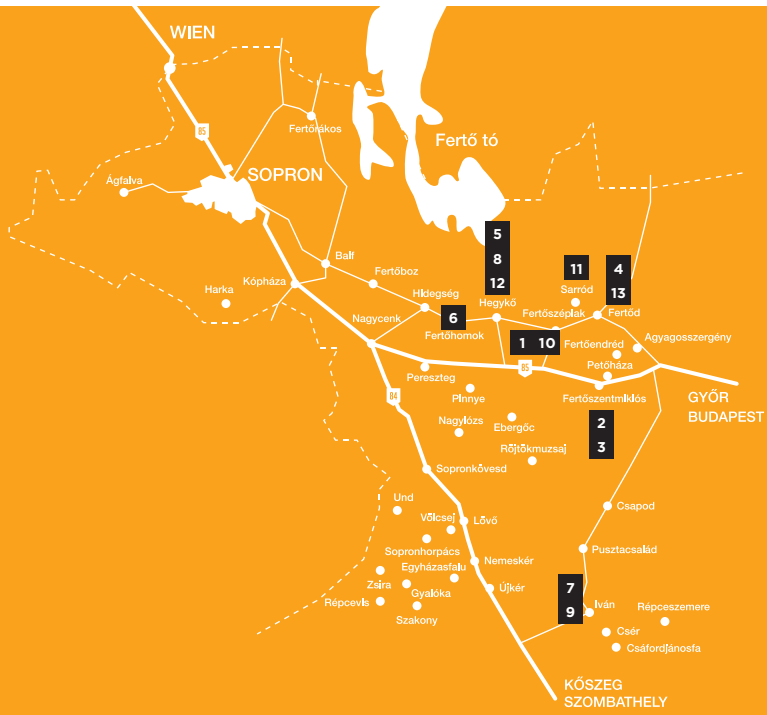 WIEN
Fertőrákos
85
Fertő tó
SOPRON
Ágfalva
Balf
Fertőboz
Kópháza
Harka
Hidegség
5
8
12
Hegykő
11
Sarród
4
13
Fertőd
6
Fertőhomok
Fertőszéplak
Nagycenk
1 10
Fertőendréd
Agyagosszergény
Petőháza
Pereszteg
85
Pinnye
Fertőszentmiklós
GYŐR
BUDAPEST
84
Nagylózs
Ebergőc
2
3
Röjtökmuzsaj
Sopronkövesd
Und
Völcsej
Lövő
Csapod
Sopronhorpács
Egyházasfalu
Nemeskér
Pusztacsalád
Zsira
Gyalóka
Újkér
Répcevis
Szakony
7
9
Iván
Répceszemere
Csér
Csáfordjánosfa
KŐSZEG
SZOMBATHELY